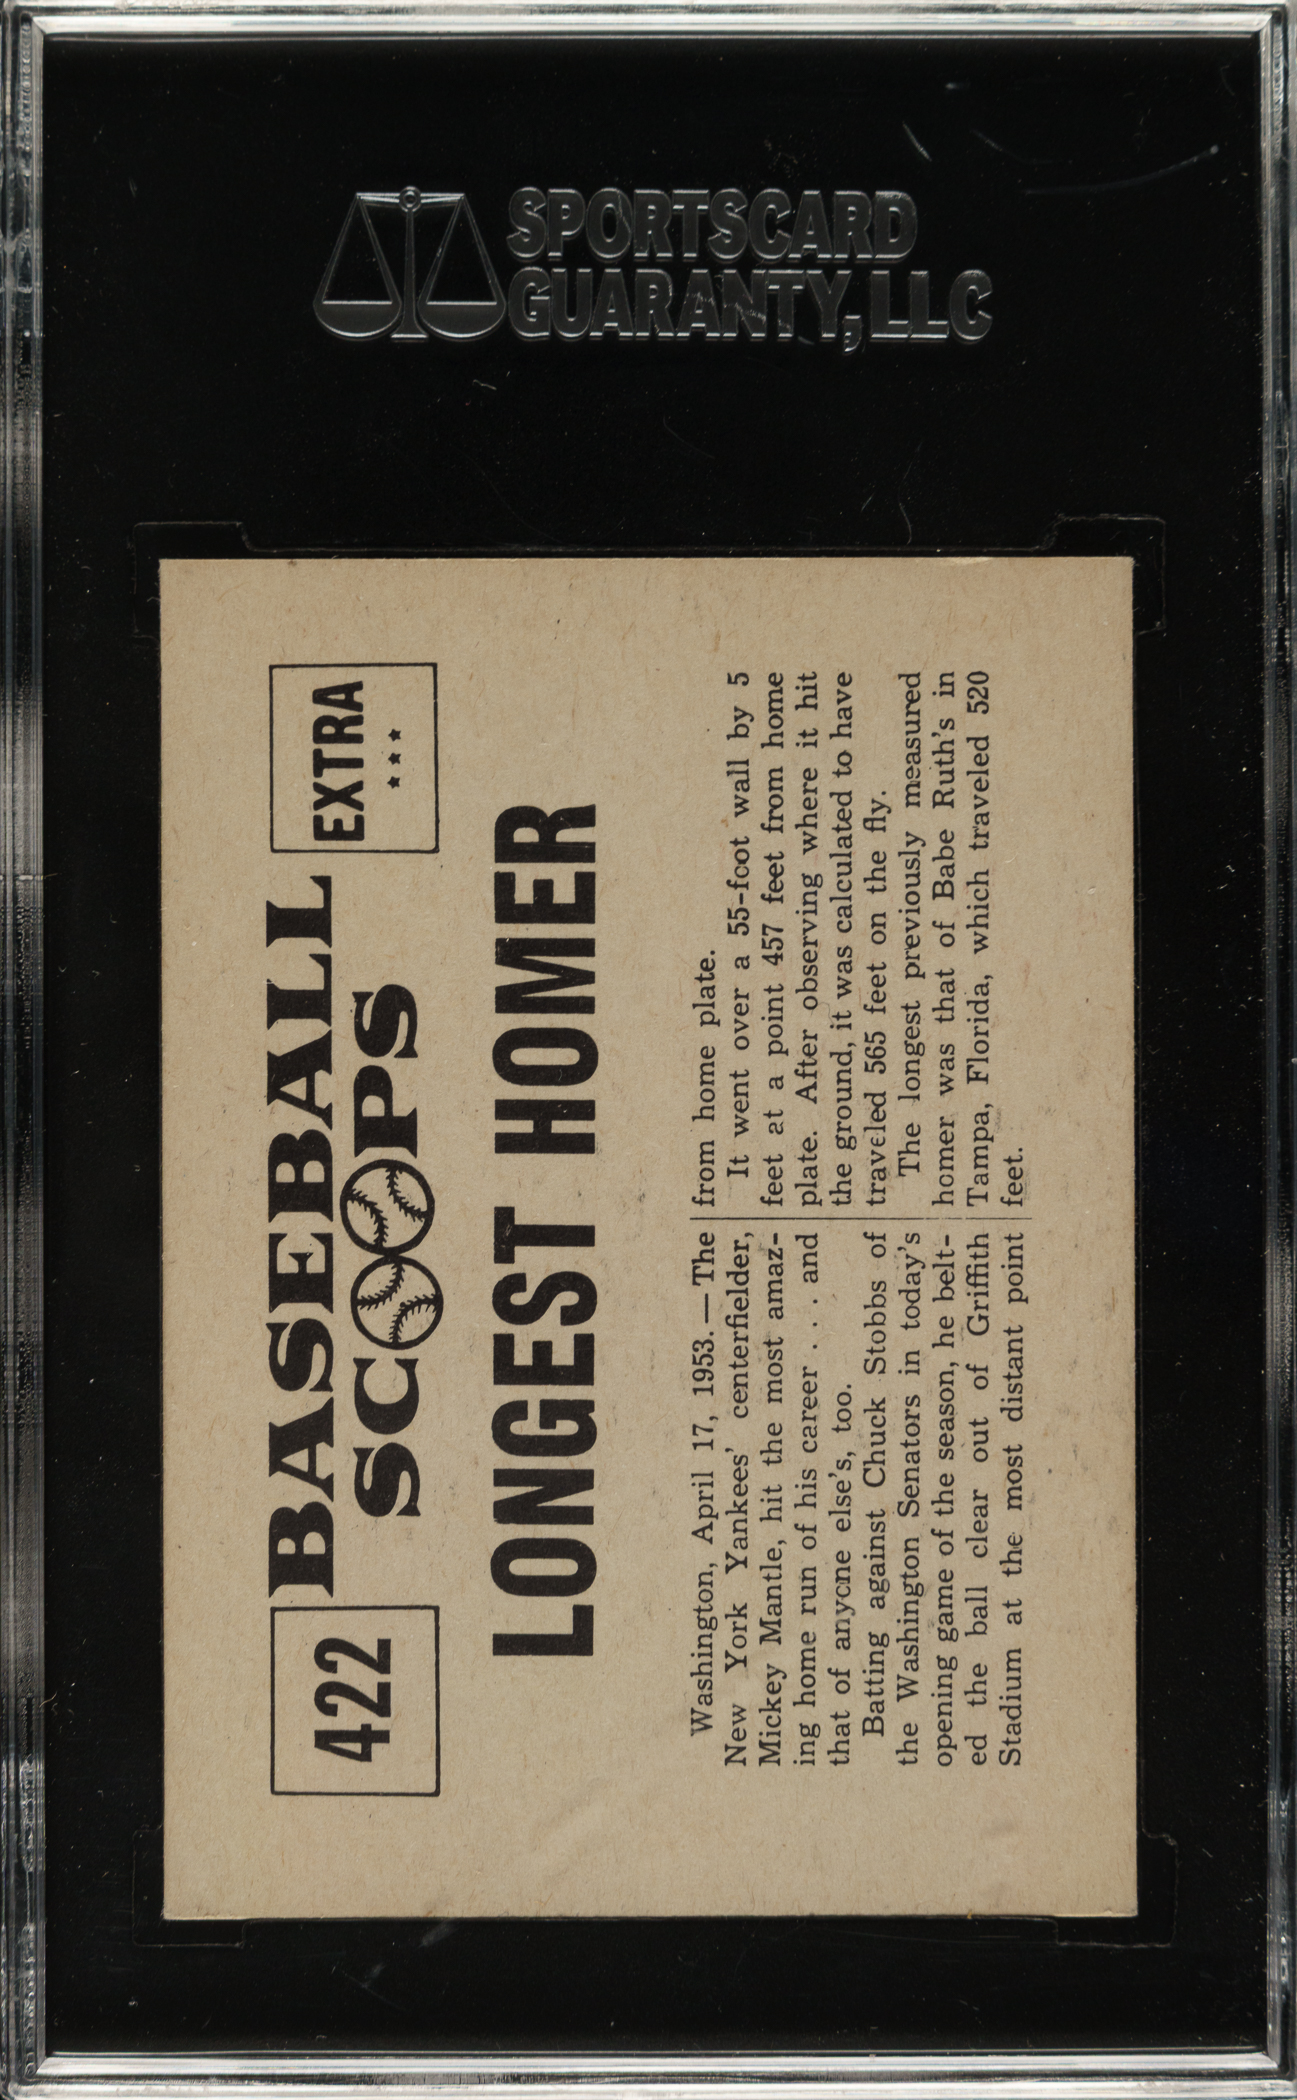 SPORTSCARD
GUARANTY, LLC
422
BASEBALL
SCOOPS
EXTRA
LONGEST HOMER
Washington, April 17, 1953.—The
New York Yankees' centerfielder,
Mickey Mantle, hit the most amaz-
ing home run of his career . . . and
that of anyone else's, too.
Batting against Chuck Stobbs of
the Washington Senators in today's
opening game of the season, he belt-
ed the ball clear out of Griffith
Stadium at the most distant point
from home plate.
It went over a 55-foot wall by 5
feet at a point 457 feet from home
plate. After observing where it hit
the ground, it was calculated to have
traveled 565 feet on the fly.
The longest previously measured
homer was that of Babe Ruth's in
Tampa, Florida, which traveled 520
feet.